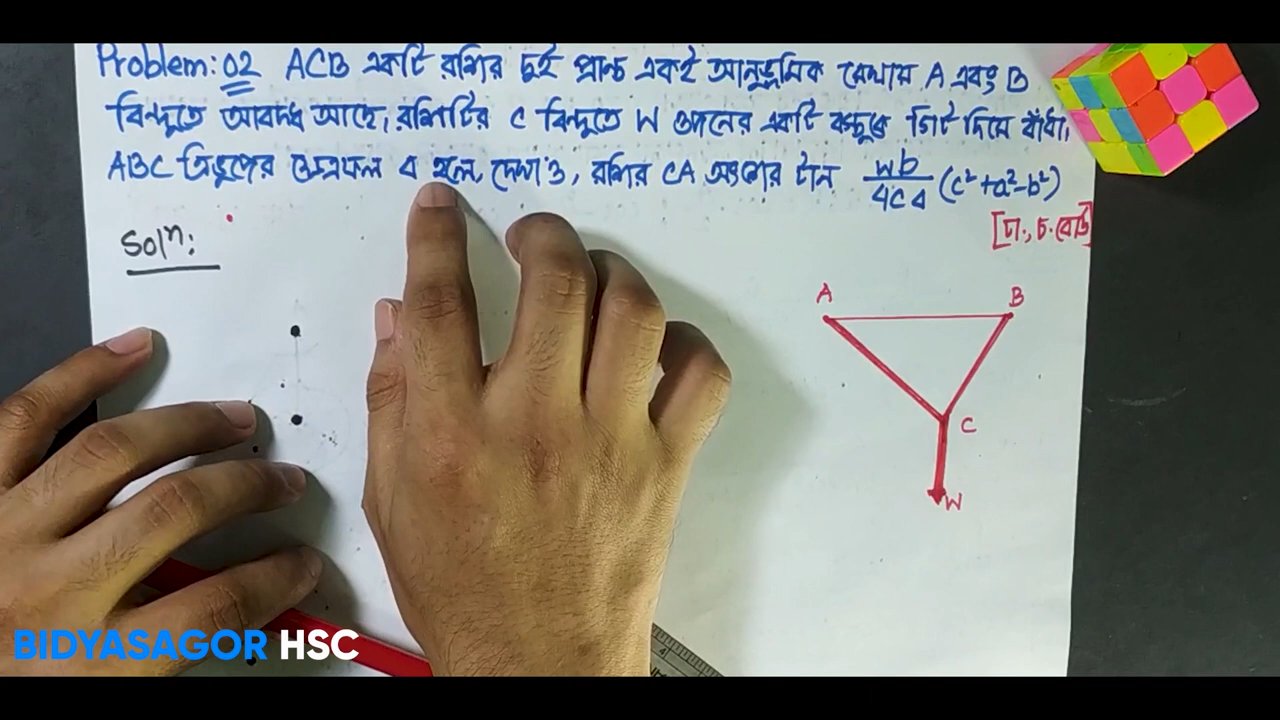 Problem: 02 ACB একটি রশির দুই প্রান্ত একই আনুভূমিক রেখায় A এবং B
বিন্দুতে আবদ্ধ আছে, রশিটির C বিন্দুতে W ওজনের একটি বস্তুকে গিট দিয়ে বাঁধা,
ABC ত্রিভুজের ক্ষেত্রফল ∆ হলে, দেখাও, রশির CA অংশের টান Wb/4c∆ (c²+a²-b²)
[ঢা., চ. বোর্ড]
Solⁿ:
A B
C
W
4
BIDYASAGOR HSC